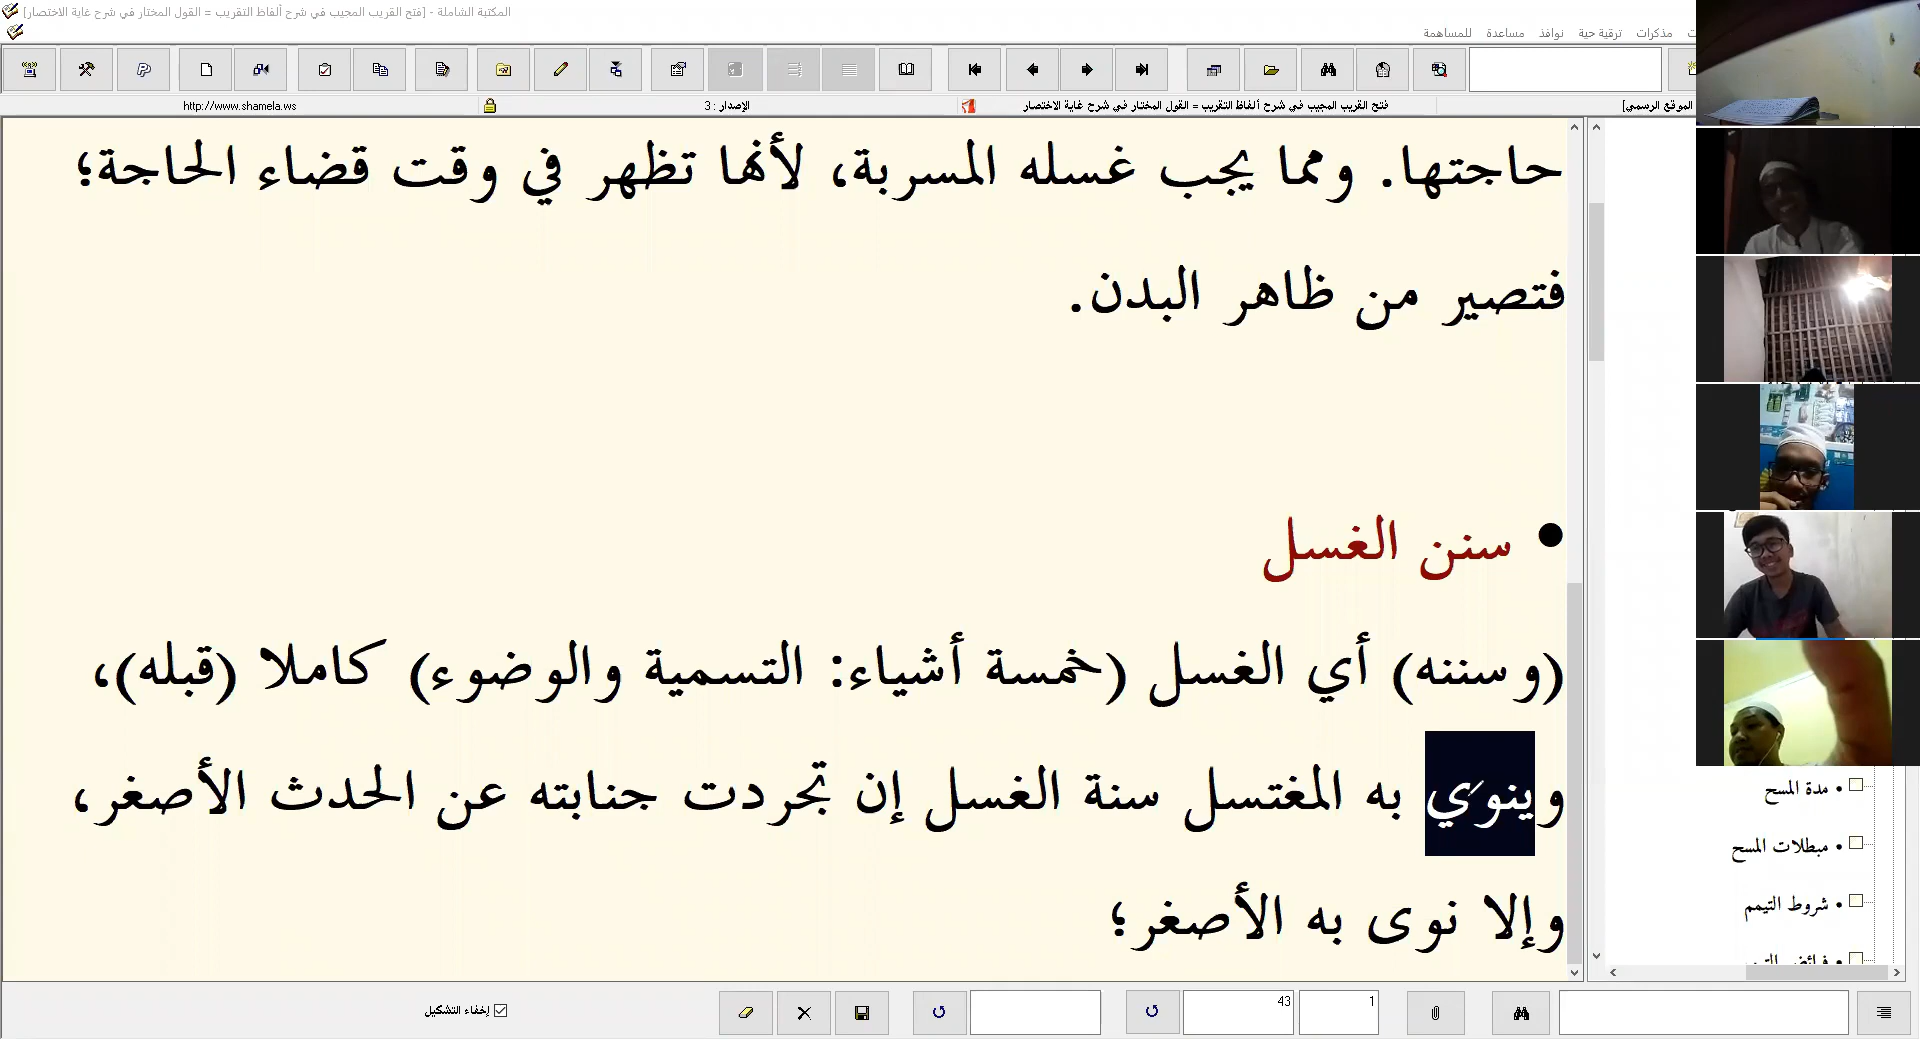 المكتبة الشاملة - [فتح القريب المجيب في شرح ألفاظ التقريب = القول المختار في شرح غاية الاختصار]
مذكرات ترقية حية نوافذ مساعدة للمساهمة
الموقع الرسمي]
فتح القريب المجيب في شرح ألفاظ التقريب = القول المختار في شرح غاية الاختصار
الإصدار : 3
http://www.shamela.ws
حاجتها. ومما يجب غسله المسربة، لأنها تظهر في وقت قضاء الحاجة؛
فتصير من ظاهر البدن.
• سنن الغسل
(وسننه) أي الغسل (خمسة أشياء: التسمية والوضوء) كاملا (قبله)،
وينوي به المغتسل سنة الغسل إن تجردت جنابته عن الحدث الأصغر،
وإلا نوى به الأصغر؛
• مدة المسح
• مبطلات المسح
• شروط التيمم
1
43
إخفاء التشكيل